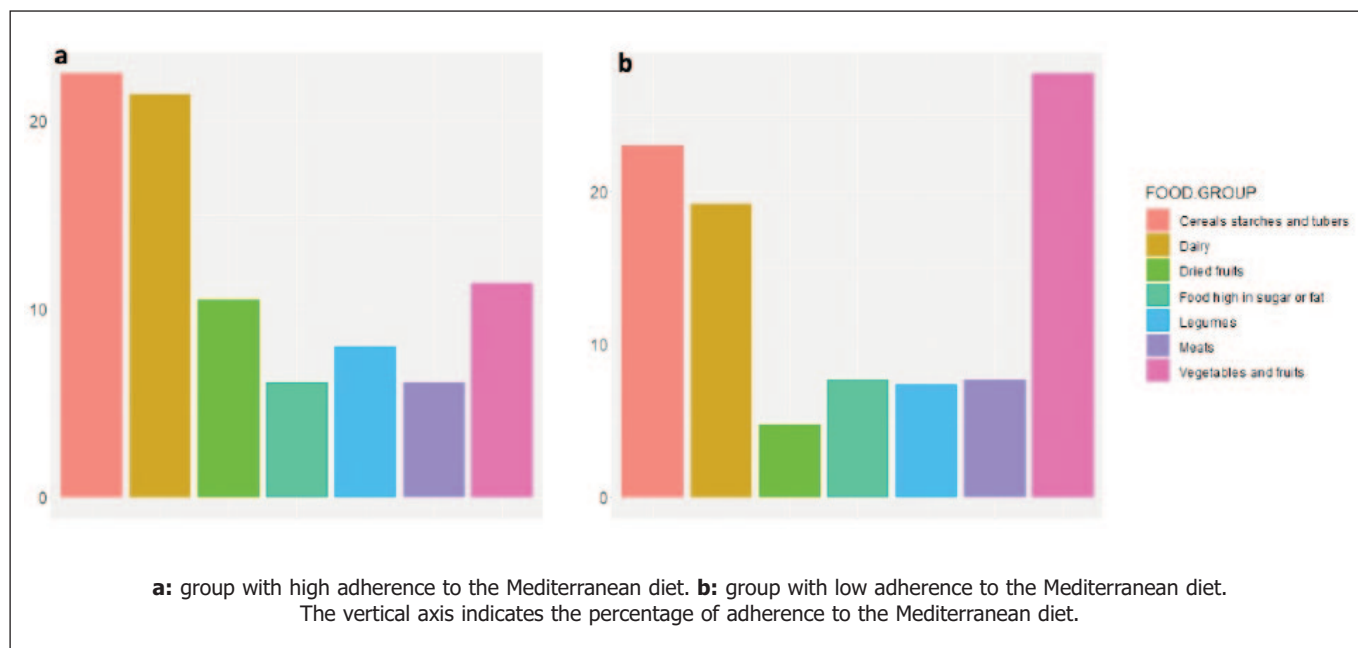 a
20
10
0
b
20
10
0
FOOD.GROUP
Cereals starches and tubers
Dairy
Dried fruits
Food high in sugar or fat
Legumes
Meats
Vegetables and fruits
a: group with high adherence to the Mediterranean diet. b: group with low adherence to the Mediterranean diet.
The vertical axis indicates the percentage of adherence to the Mediterranean diet.